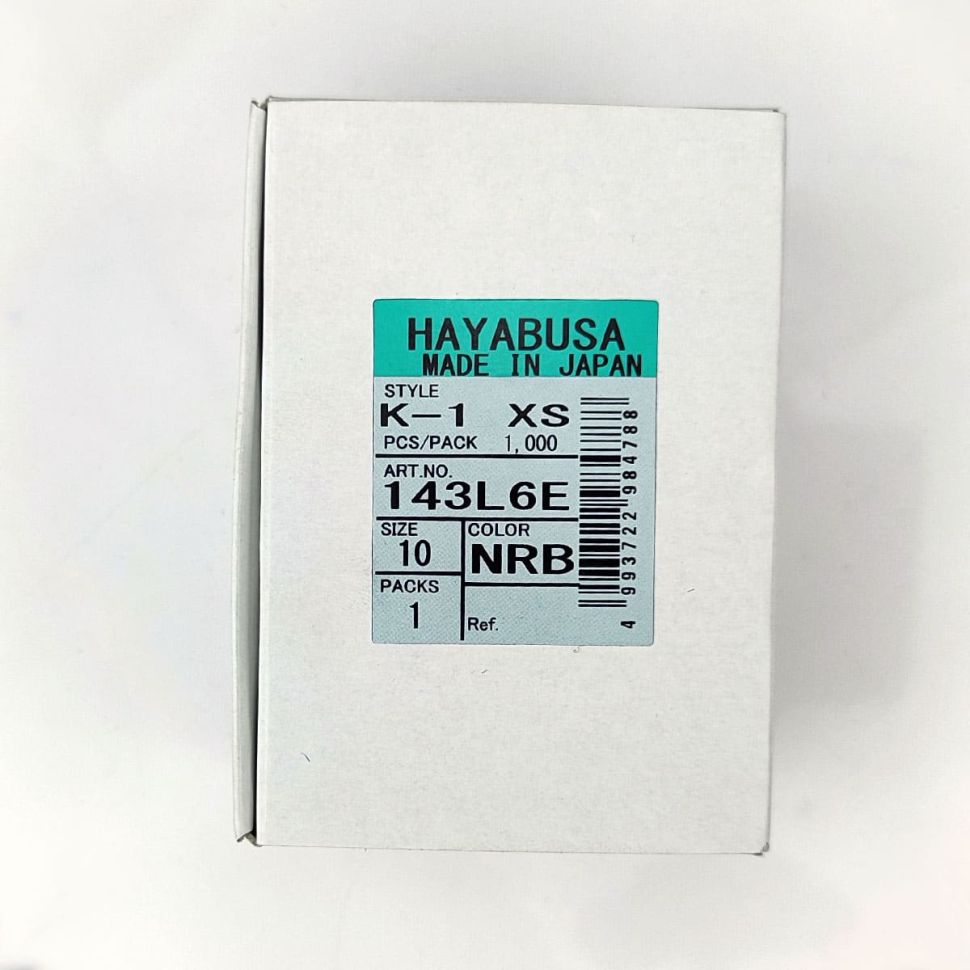 HAYABUSA
MADE IN JAPAN
STYLE
K-1 XS
PCS/PACK 1,000
ART.NO.
143L6E
SIZE
10
COLOR
NRB
PACKS
1
Ref.
4 993722 984788